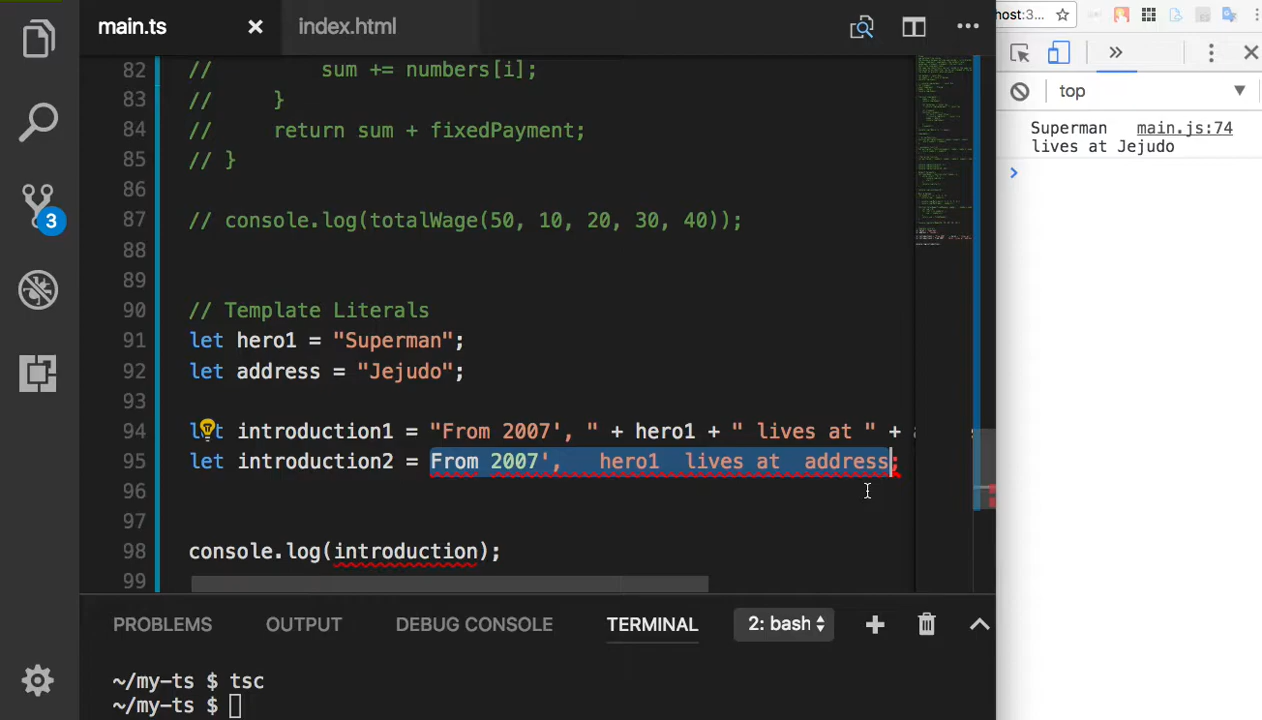 main.ts
index.html
host:3...
82 // sum += numbers[i];
83 // }
84 // return sum + fixedPayment;
85 // }
86
87 // console.log(totalWage(50, 10, 20, 30, 40));
88
89
90 // Template Literals
91 let hero1 = "Superman";
92 let address = "Jejudo";
93
94 let introduction1 = "From 2007', " + hero1 + " lives at " +
95 let introduction2 = From 2007', hero1 lives at address;
96
97
98 console.log(introduction);
99
3
PROBLEMS OUTPUT DEBUG CONSOLE TERMINAL 2: bash
~/my-ts $ tsc
~/my-ts $
top
Superman main.js:74
lives at Jejudo